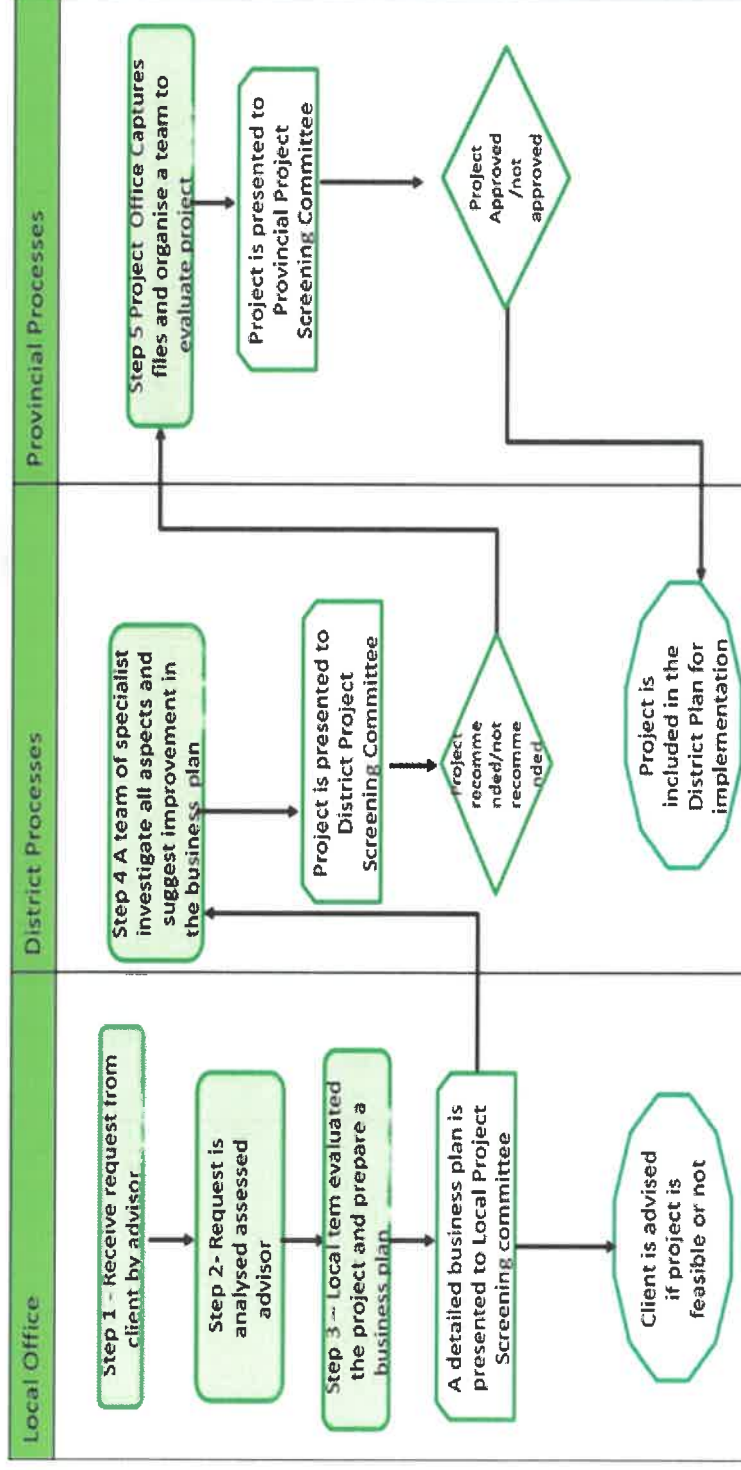 Local Office
Step 1 - Receive request from
client by advisor
Step 2- Request is
analysed assessed
advisor
Step 3 – Local tem evaluated
the project and prepare a
business plan
A detailed business plan is
presented to Local Project
Screening committee
Client is advised
if project is
feasible or not
District Processes
Step 4 A team of specialist
investigate all aspects and
suggest improvement in
the business plan
Project is presented to
District Project
Screening Committee
Project
recomme
nded/not
recomme
nded
Project is
included in the
District Plan for
implementation
Provincial Processes
Step 5 Project Office Captures
files and organise a team to
evaluate project
Project is presented to
Provincial Project
Screening Committee
Project
Approved
/not
approved